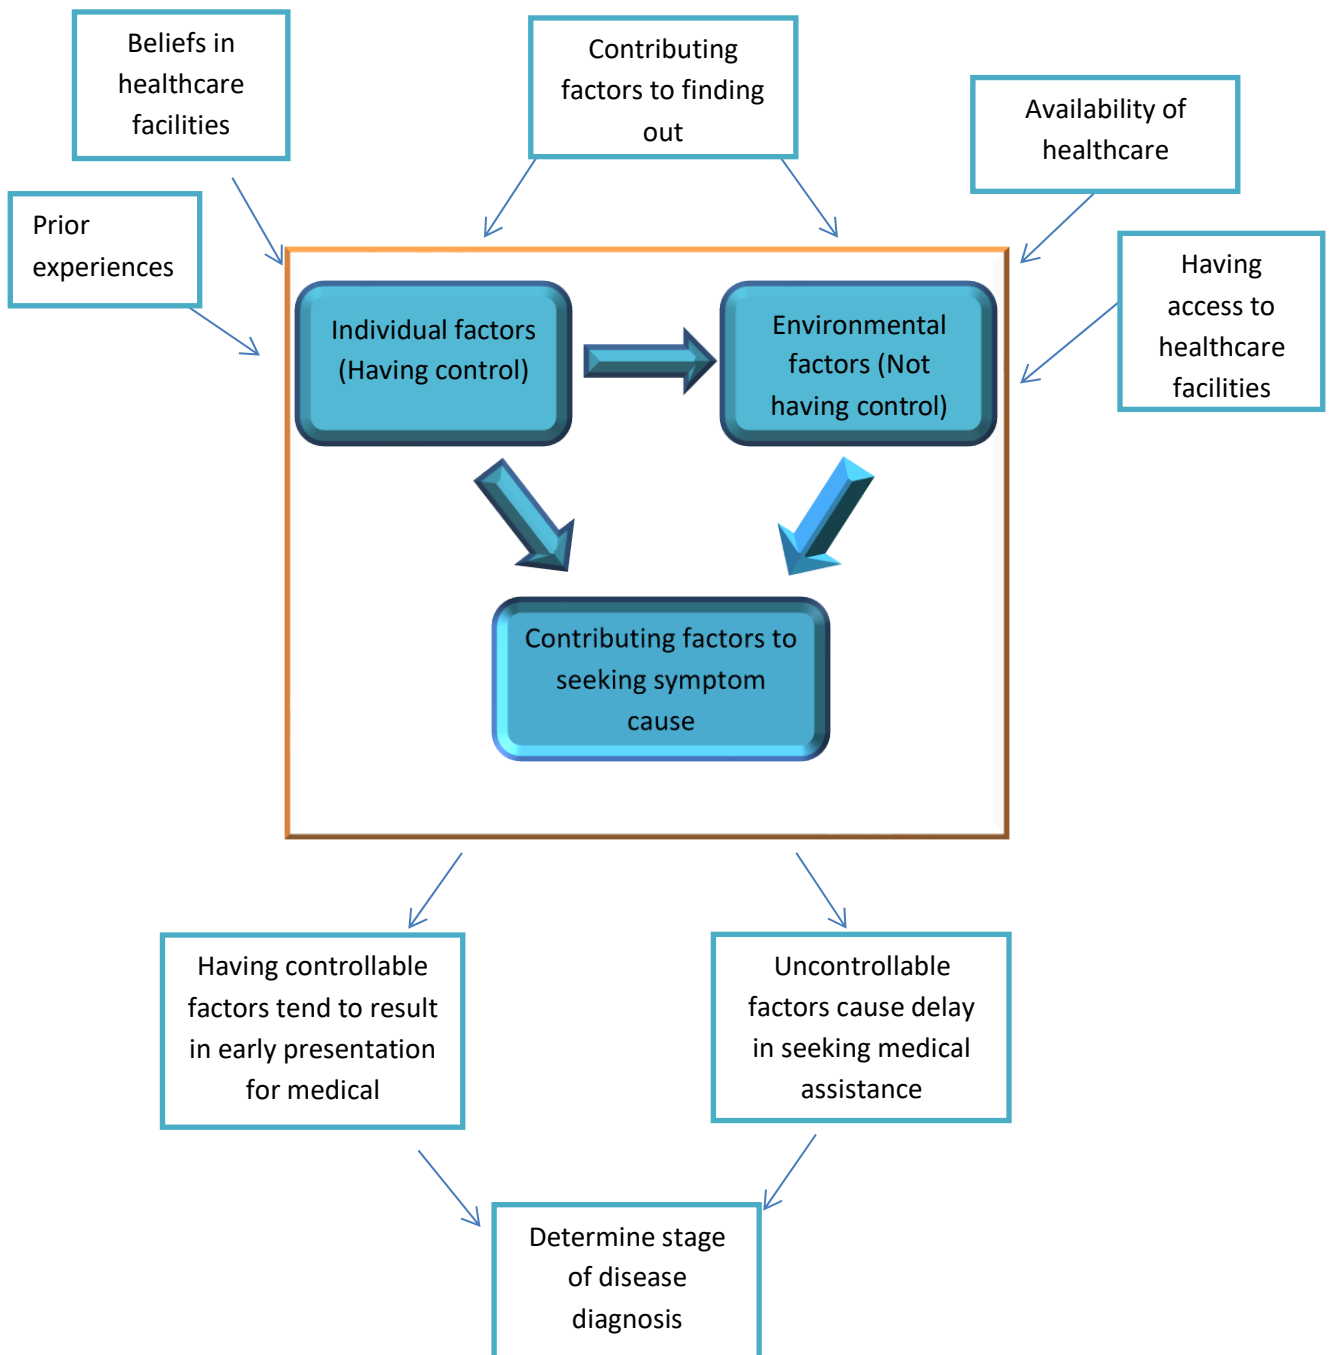 Beliefs in
healthcare
facilities
Contributing
factors to finding
out
Availability of
healthcare
Prior
experiences
Having
access to
healthcare
facilities
Individual factors
(Having control)
Environmental
factors (Not
having control)
Contributing factors to
seeking symptom
cause
Having controllable
factors tend to result
in early presentation
for medical
Uncontrollable
factors cause delay
in seeking medical
assistance
Determine stage
of disease
diagnosis